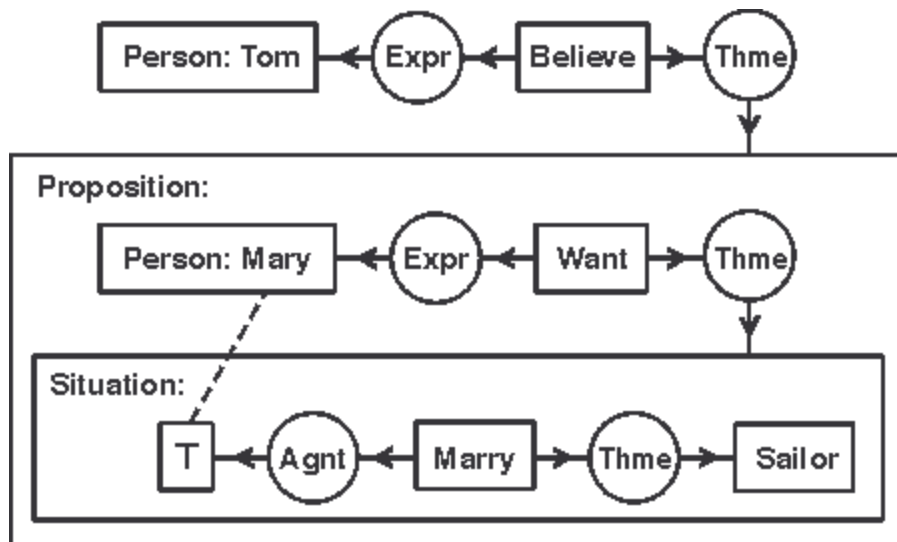 Person: Tom Expr Believe Thme
Proposition:
Person: Mary Expr Want Thme
Situation:
T Agnt Marry Thme Sailor